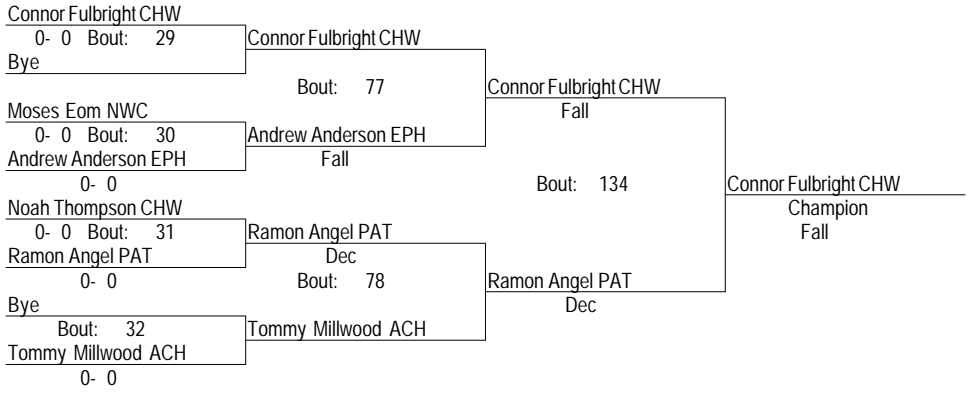 Connor Fulbright CHW
0- 0 Bout: 29
Bye
Connor Fulbright CHW
Bout: 77
Moses Eom NWC
0- 0 Bout: 30
Andrew Anderson EPH
0- 0
Andrew Anderson EPH
Fall
Connor Fulbright CHW
Fall
Bout: 134
Noah Thompson CHW
0- 0 Bout: 31
Ramon Angel PAT
0- 0
Ramon Angel PAT
Dec
Bout: 78
Bye
Bout: 32
Tommy Millwood ACH
0- 0
Tommy Millwood ACH
Ramon Angel PAT
Dec
Connor Fulbright CHW
Champion
Fall